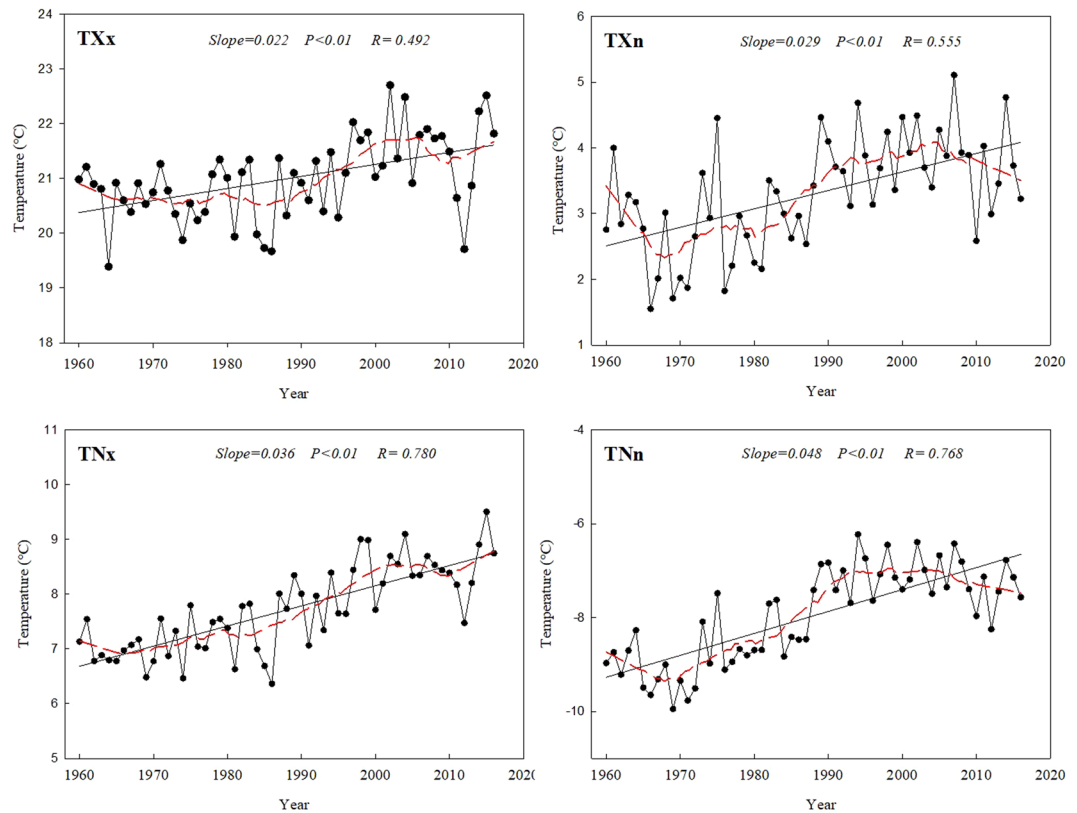 TXx
Slope=0.022 P<0.01 R= 0.492
24
23
22
21
20
19
18
Temperature (°C)
1960 1970 1980 1990 2000 2010 2020
Year
TXn
Slope=0.029 P<0.01 R= 0.555
6
5
4
3
2
1
Temperature (°C)
1960 1970 1980 1990 2000 2010 2020
Year
TNx
Slope=0.036 P<0.01 R= 0.780
11
10
9
8
7
6
5
Temperature (°C)
1960 1970 1980 1990 2000 2010 2020
Year
TNn
Slope=0.048 P<0.01 R= 0.768
-4
-6
-8
-10
Temperature (°C)
1960 1970 1980 1990 2000 2010 2020
Year